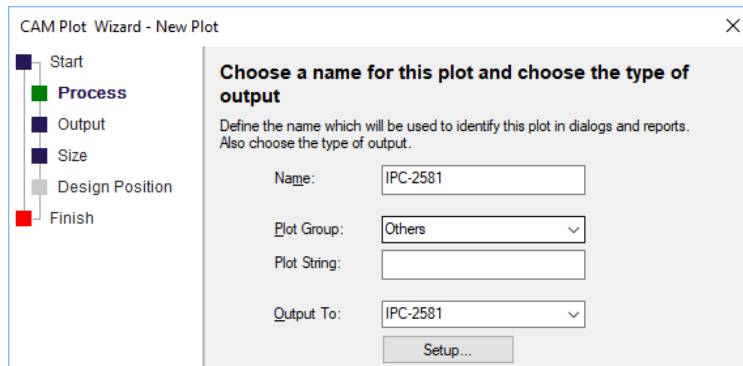 CAM Plot Wizard - New Plot
Start
Process
Output
Size
Design Position
Finish
Choose a name for this plot and choose the type of
output
Define the name which will be used to identify this plot in dialogs and reports.
Also choose the type of output.
Name: IPC-2581
Plot Group: Others
Plot String:
Output To: IPC-2581
Setup...